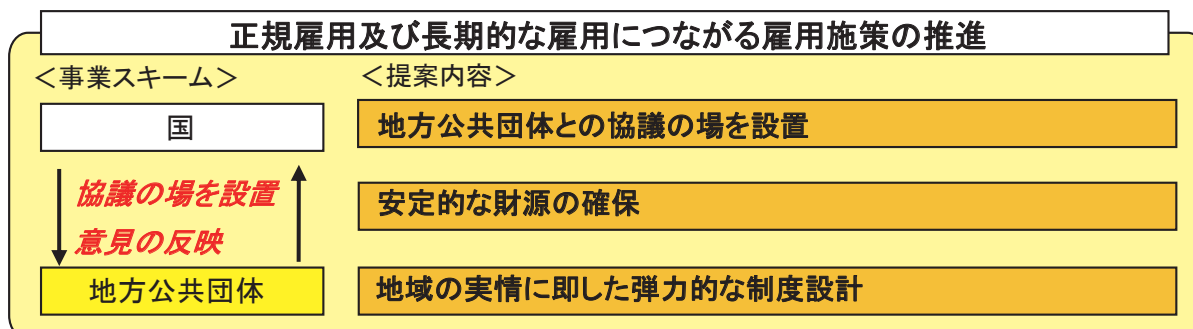 正規雇用及び長期的な雇用につながる雇用施策の推進
＜事業スキーム＞
＜提案内容＞
国
地方公共団体との協議の場を設置
協議の場を設置
意見の反映
安定的な財源の確保
地方公共団体
地域の実情に即した弾力的な制度設計